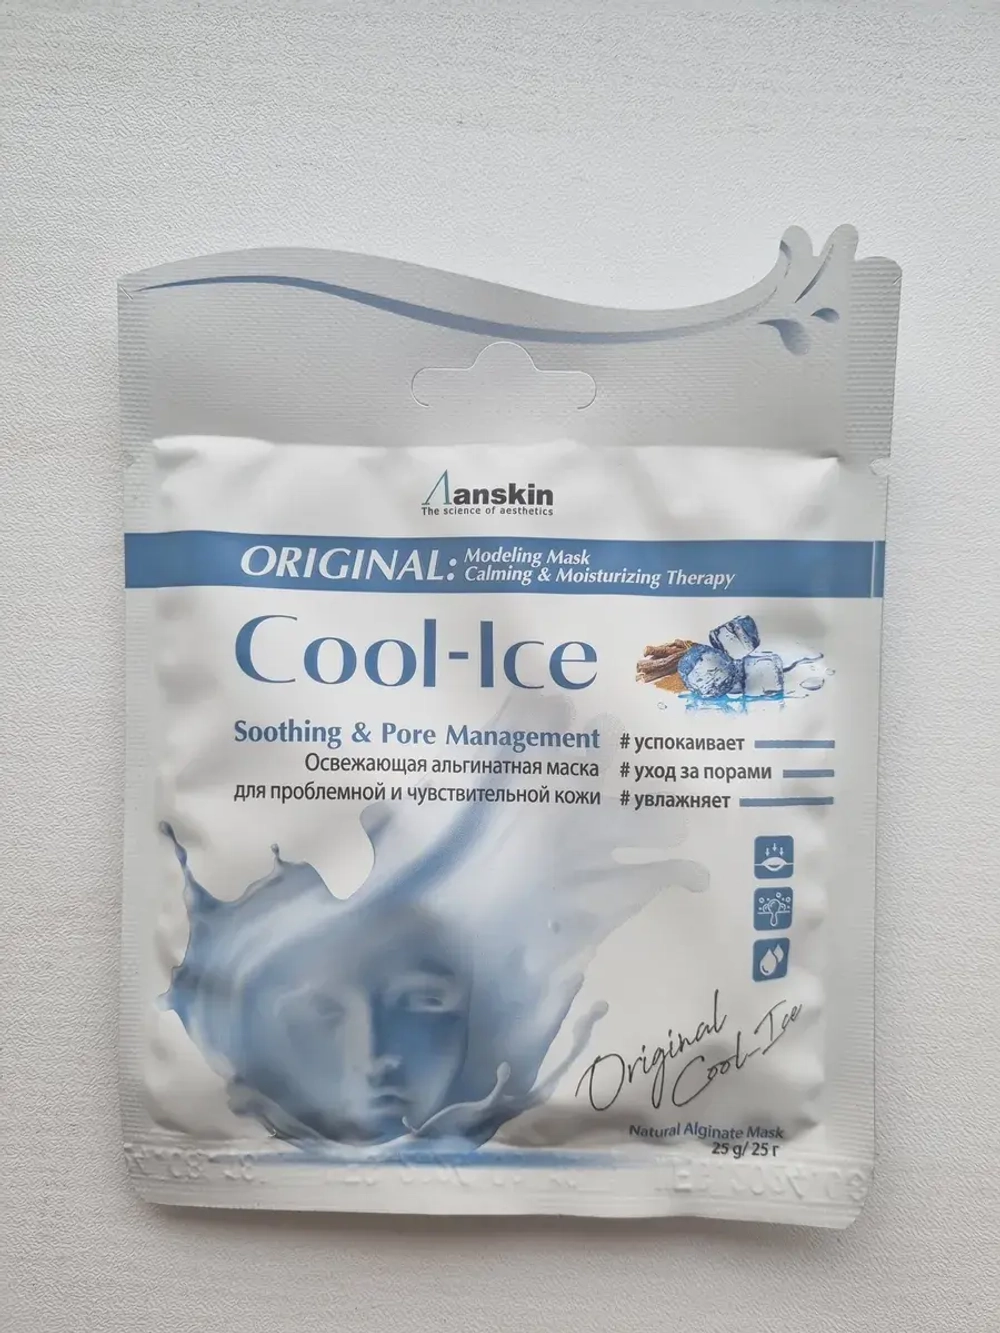 Aanskin
The science of aesthetics
ORIGINAL: Modeling Mask
Calming & Moisturizing Therapy
Cool-Ice
Soothing & Pore Management
Освежающая альгинатная маска
для проблемной и чувствительной кожи
# успокаивает
# уход за порами
# увлажняет
Original
Cool-Ice
Natural Alginate Mask
25 g/ 25 г